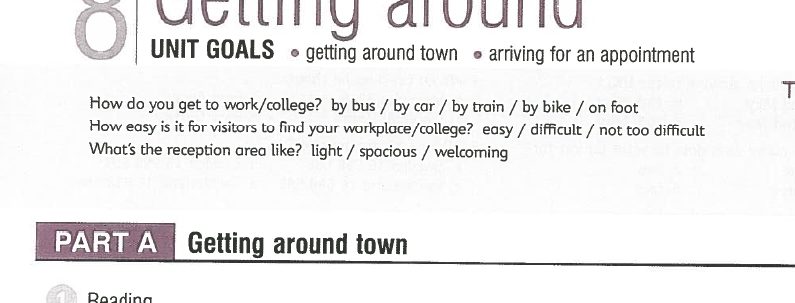 8 Getting around
UNIT GOALS • getting around town • arriving for an appointment
T
How do you get to work/college? by bus / by car / by train / by bike / on foot
How easy is it for visitors to find your workplace/college? easy / difficult / not too difficult
What's the reception area like? light / spacious / welcoming
PART A Getting around town
1 Reading